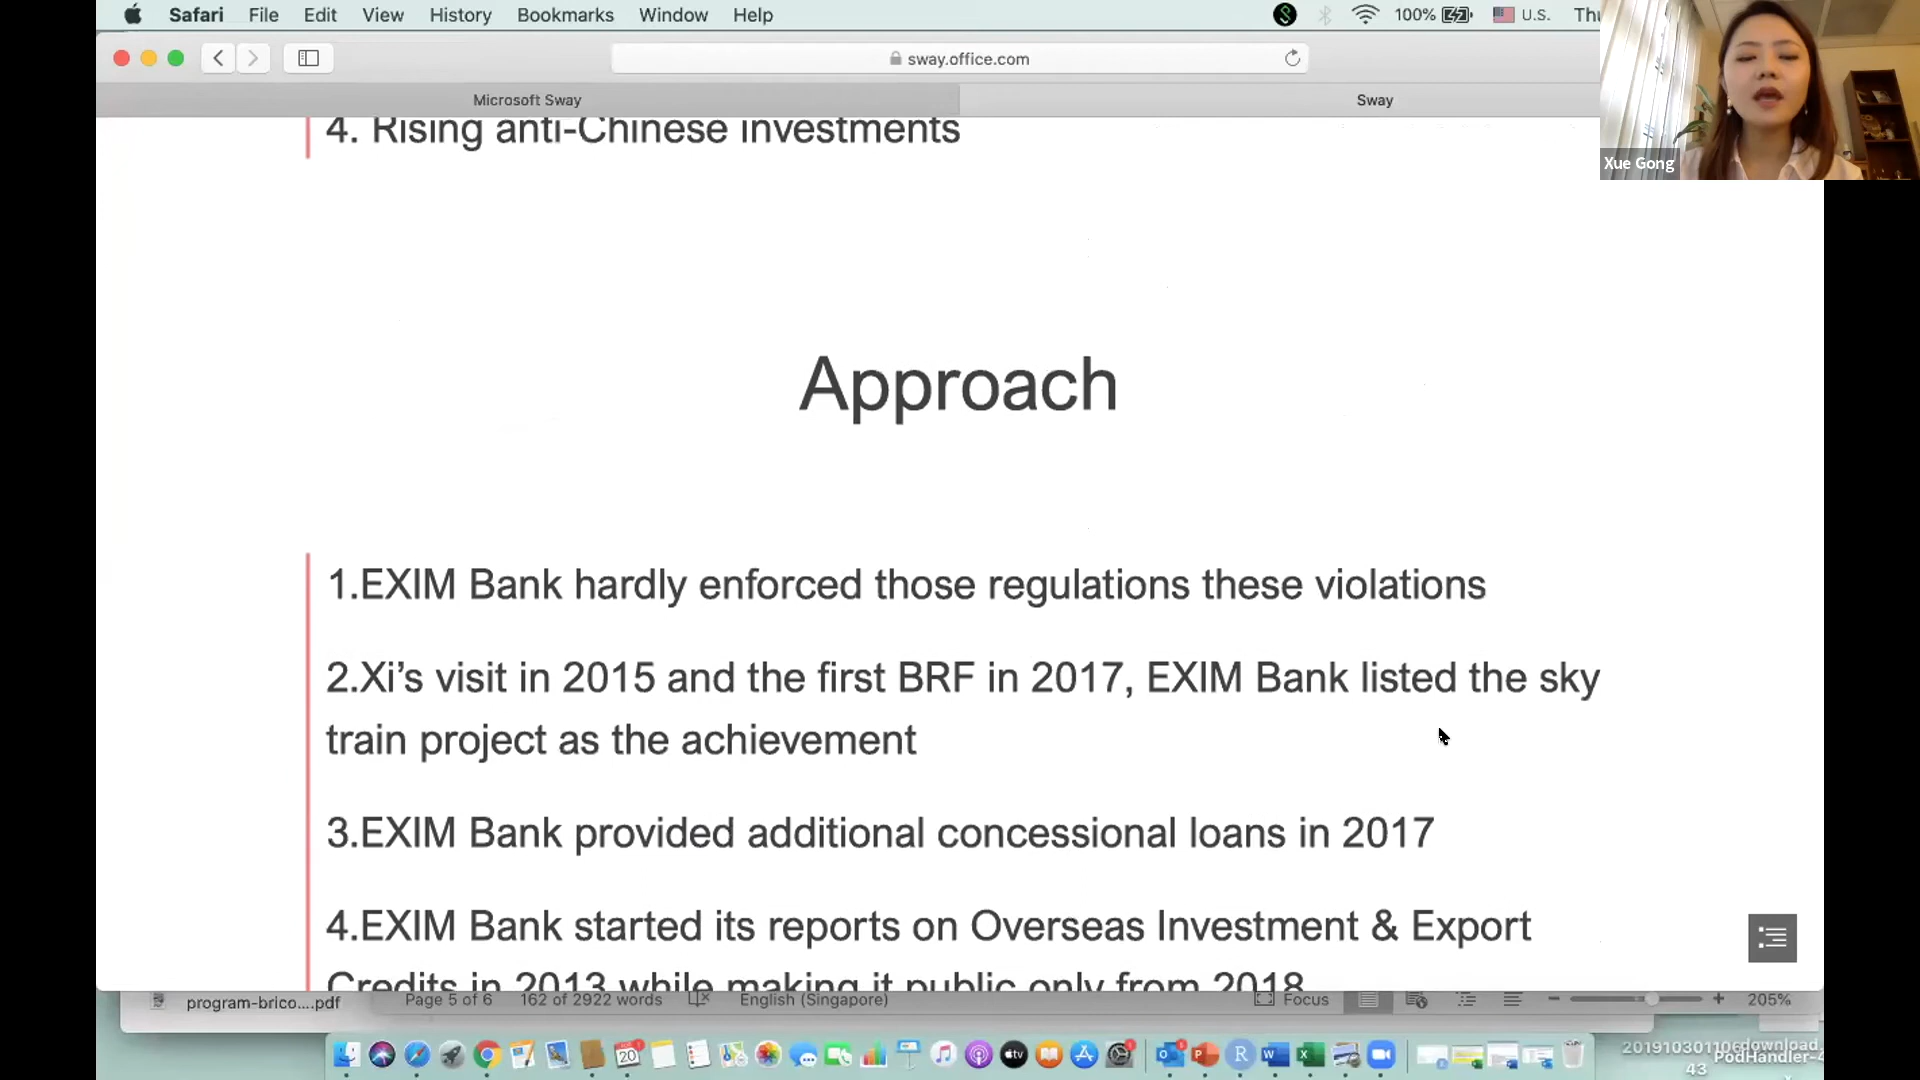 Safari File Edit View History Bookmarks Window Help
100%
U.S.
sway.office.com
Microsoft Sway
Sway
Xue Gong
4. Rising anti-Chinese investments
Approach
1.EXIM Bank hardly enforced those regulations these violations
2.Xi's visit in 2015 and the first BRF in 2017, EXIM Bank listed the sky
train project as the achievement
3.EXIM Bank provided additional concessional loans in 2017
4.EXIM Bank started its reports on Overseas Investment & Export
Credits in 2013 while making it public only from 2018
program-brico....pdf
Page 5 of 6 162 of 2922 words English (Singapore) Focus 205%
20